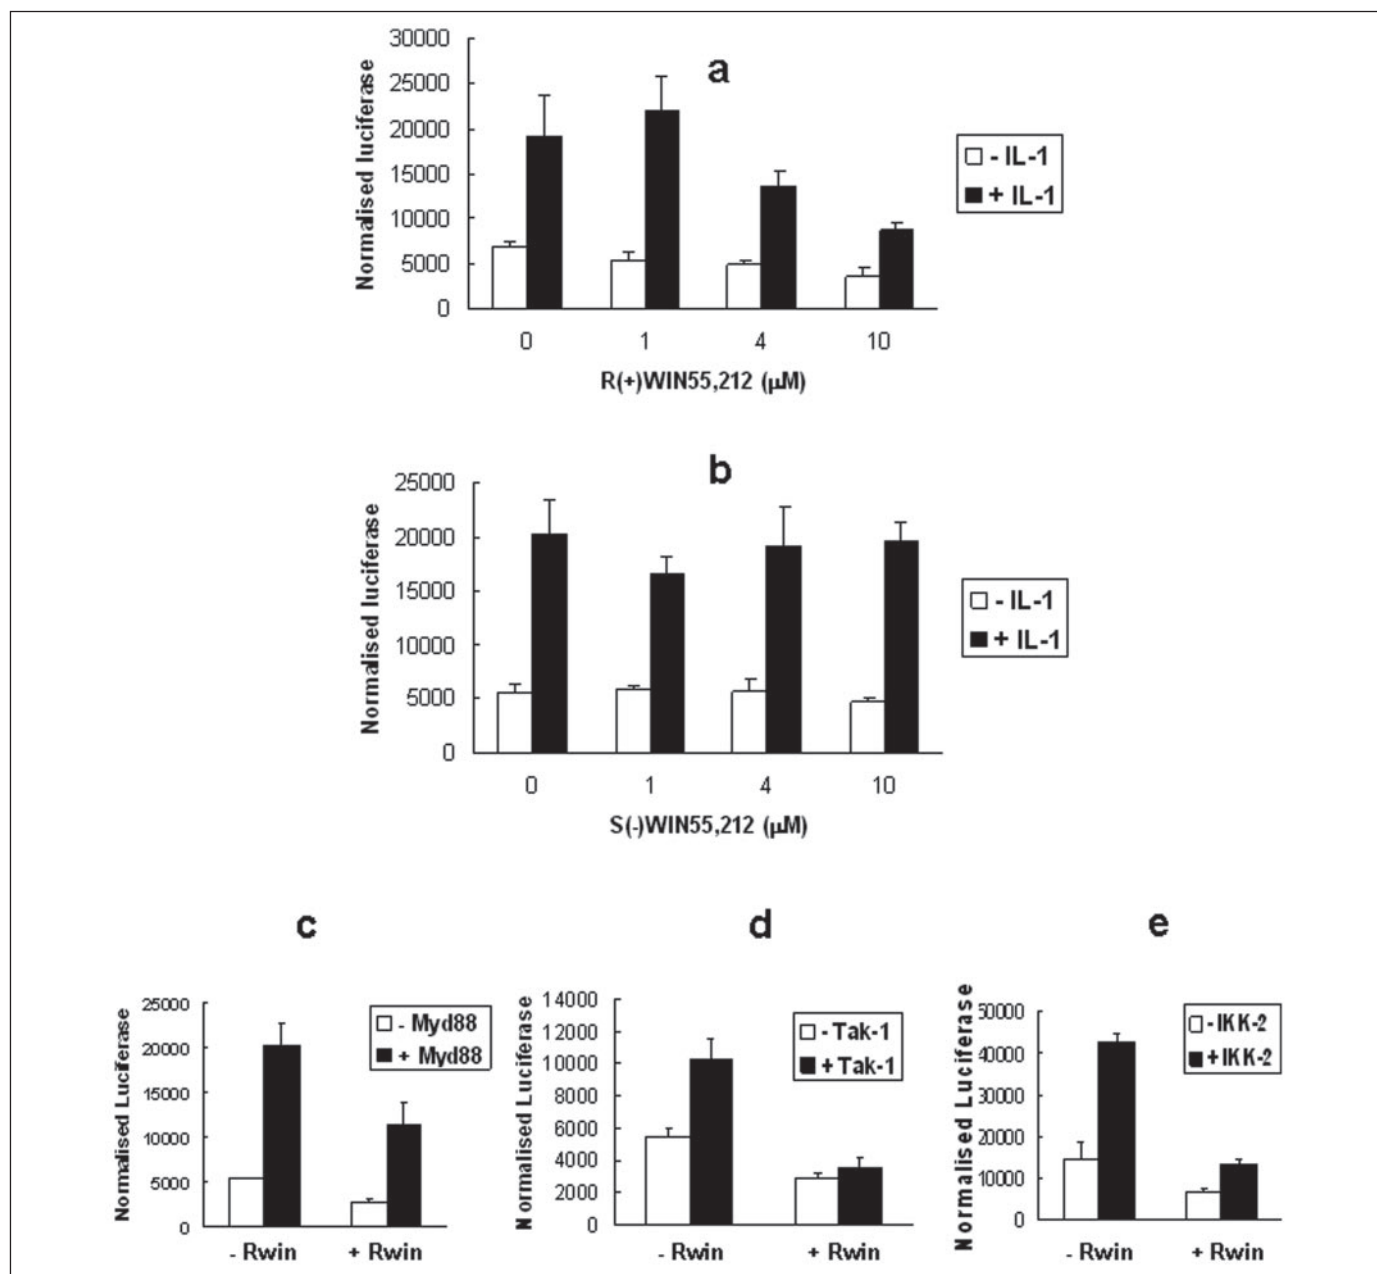 a
30000
25000
20000
15000
10000
5000
0
Normalised luciferase
0 1 4 10
R(+)WIN55,212 (µM)
- IL-1
+ IL-1
b
25000
20000
15000
10000
5000
0
Normalised luciferase
0 1 4 10
S(-)WIN55,212 (µM)
- IL-1
+ IL-1
c
25000
20000
15000
10000
5000
0
Normalised Luciferase
- Rwin + Rwin
- Myd88
+ Myd88
d
14000
12000
10000
8000
6000
4000
2000
0
Normalised Luciferase
- Rwin + Rwin
- Tak-1
+ Tak-1
e
50000
40000
30000
20000
10000
0
Normalised Luciferase
- Rwin + Rwin
- IKK-2
+ IKK-2